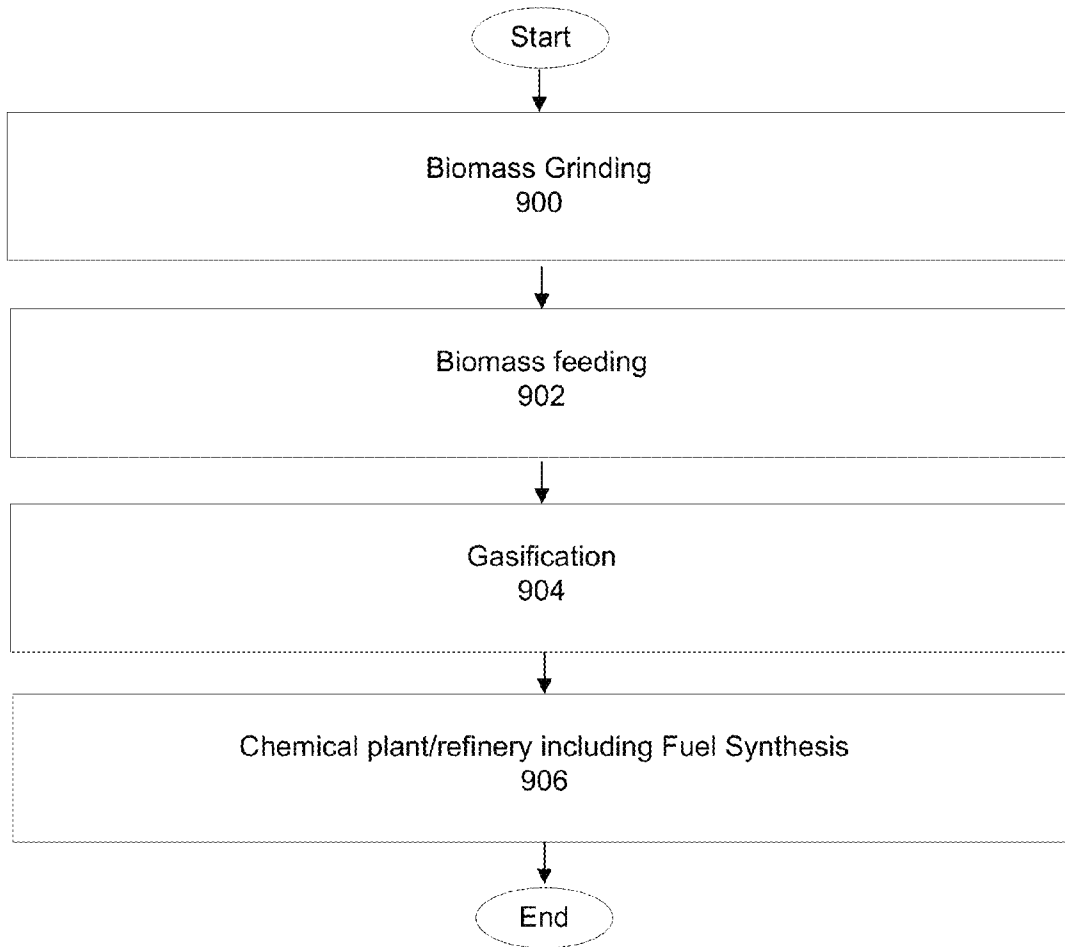 Start
Biomass Grinding
900
Biomass feeding
902
Gasification
904
Chemical plant/refinery including Fuel Synthesis
906
End